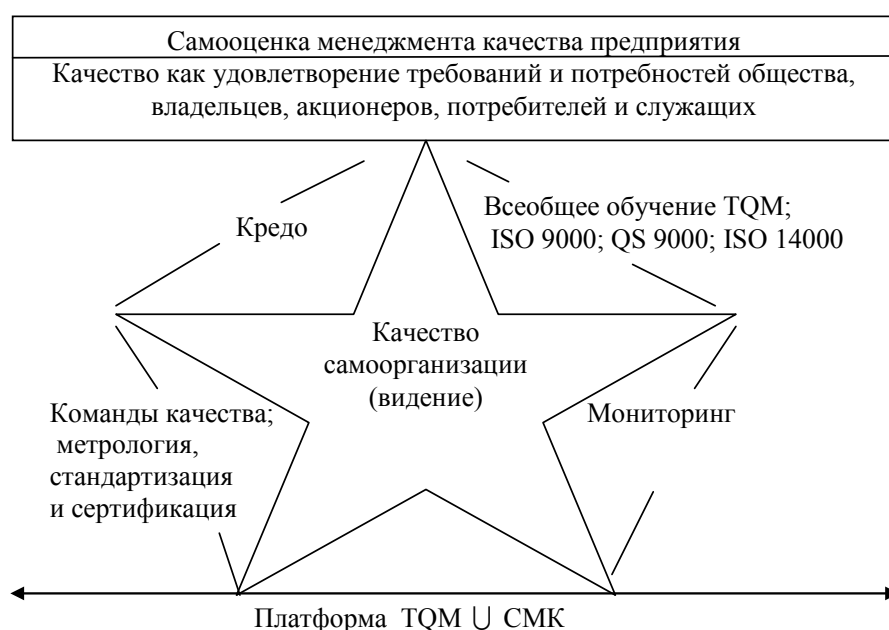 Самооценка менеджмента качества предприятия
Качество как удовлетворение требований и потребностей общества,
владельцев, акционеров, потребителей и служащих
Кредо
Всеобщее обучение TQM;
ISO 9000; QS 9000; ISO 14000
Качество
самоорганизации
(видение)
Команды качества;
метрология,
стандартизация
и сертификация
Мониторинг
Платформа TQM ∪ СМК